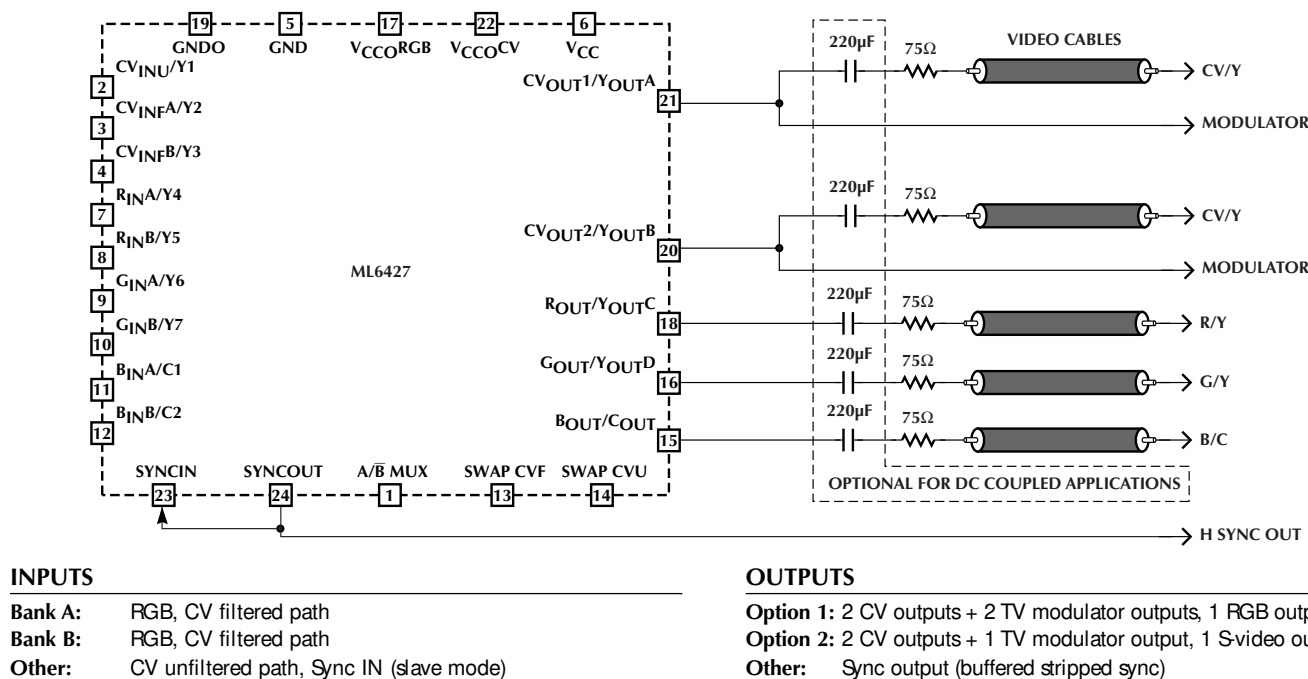 19 5 17 22 6
GNDO GND VCCORGB VCCOCV VCC
2 CVINU/Y1
3 CVINFA/Y2
4 CVINFB/Y3
7 RINA/Y4
8 RINB/Y5
9 GINA/Y6
10 GINB/Y7
11 BINA/C1
12 BINB/C2
ML6427
CVOUT1/YOUTA 21
CVOUT2/YOUTB 20
ROUT/YOUTC 18
GOUT/YOUTD 16
BOUT/COUT 15
SYNCIN SYNCOUT A/B̅ MUX SWAP CVF SWAP CVU
23 24 1 13 14
VIDEO CABLES
220µF 75Ω CV/Y
MODULATOR
220µF 75Ω CV/Y
MODULATOR
220µF 75Ω R/Y
220µF 75Ω G/Y
220µF 75Ω B/C
OPTIONAL FOR DC COUPLED APPLICATIONS
H SYNC OUT
INPUTS
Bank A: RGB, CV filtered path
Bank B: RGB, CV filtered path
Other: CV unfiltered path, Sync IN (slave mode)
OUTPUTS
Option 1: 2 CV outputs + 2 TV modulator outputs, 1 RGB outp
Option 2: 2 CV outputs + 1 TV modulator output, 1 S-video ou
Other: Sync output (buffered stripped sync)